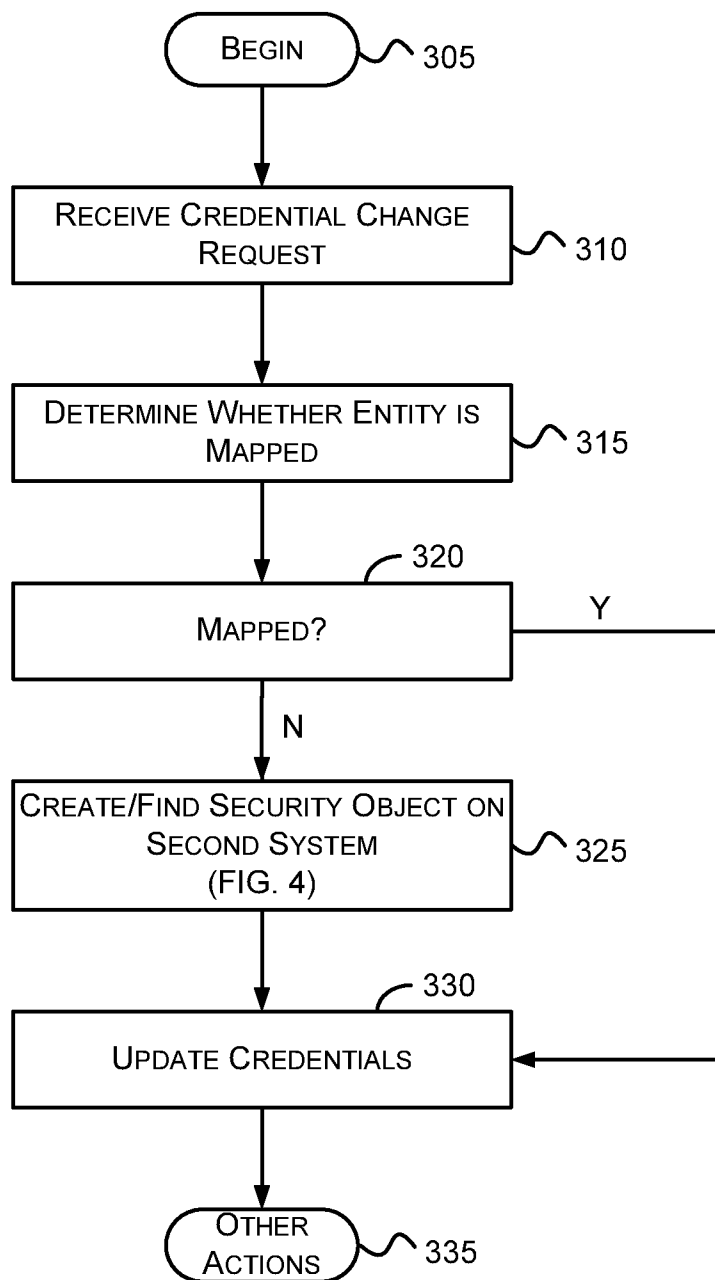 BEGIN
305
RECEIVE CREDENTIAL CHANGE
REQUEST
310
DETERMINE WHETHER ENTITY IS
MAPPED
315
320
MAPPED?
Y
N
CREATE/FIND SECURITY OBJECT ON
SECOND SYSTEM
(FIG. 4)
325
330
UPDATE CREDENTIALS
OTHER
ACTIONS
335